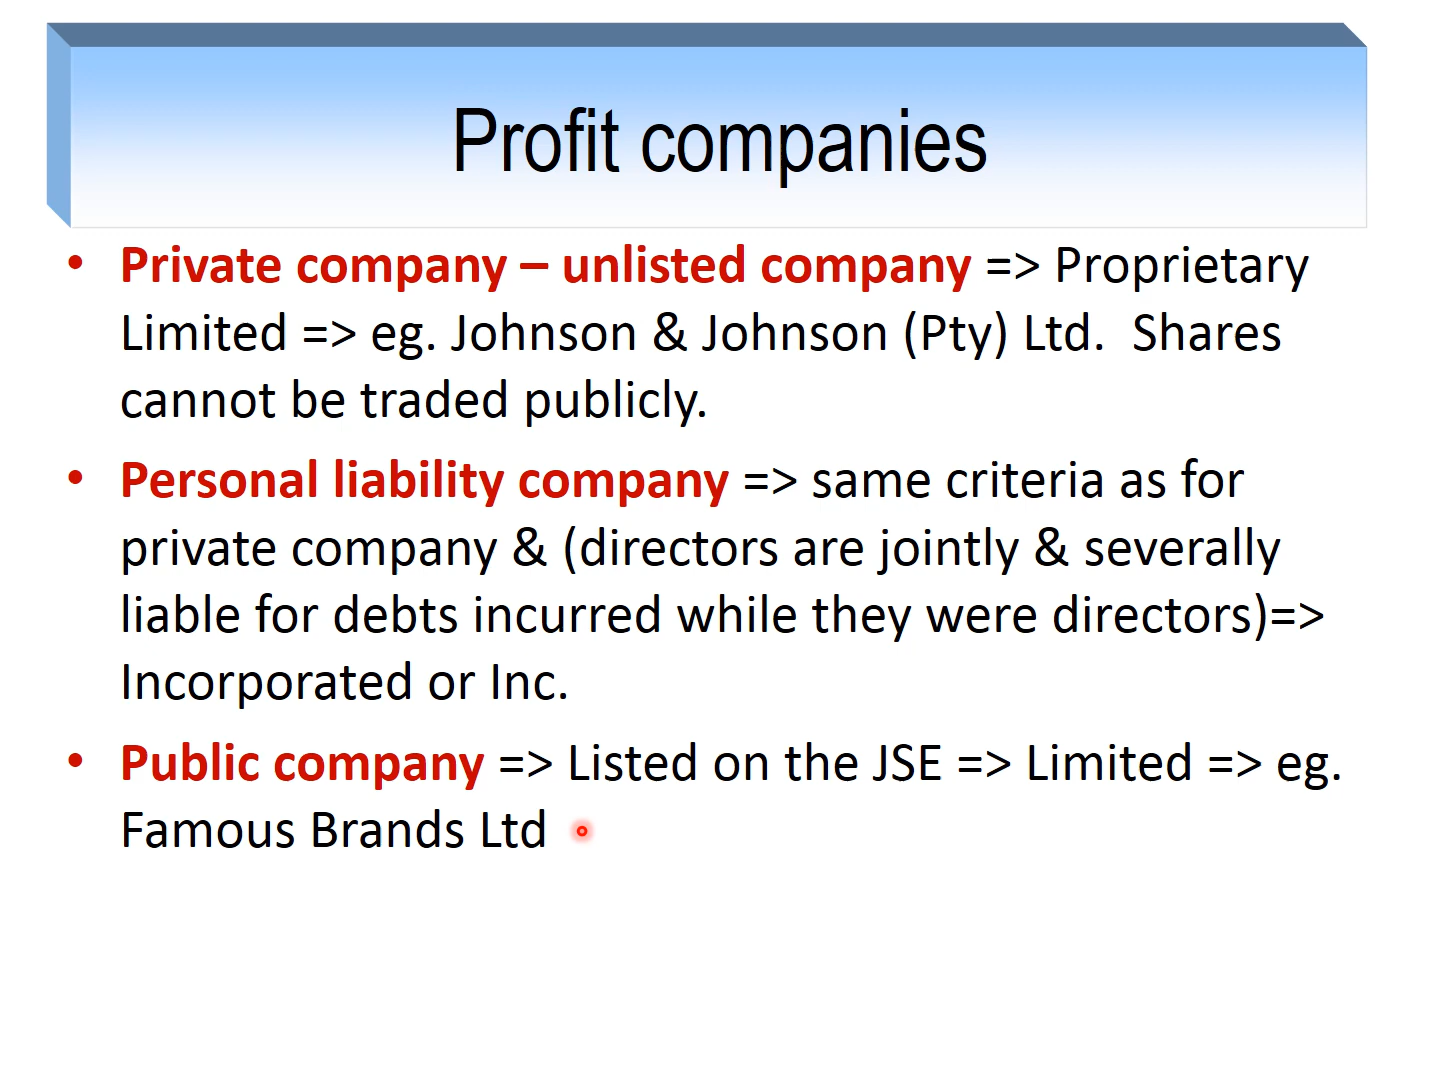 Profit companies
• Private company – unlisted company => Proprietary
Limited => eg. Johnson & Johnson (Pty) Ltd.  Shares
cannot be traded publicly.
• Personal liability company => same criteria as for
private company & (directors are jointly & severally
liable for debts incurred while they were directors)=>
Incorporated or Inc.
• Public company => Listed on the JSE => Limited => eg.
Famous Brands Ltd